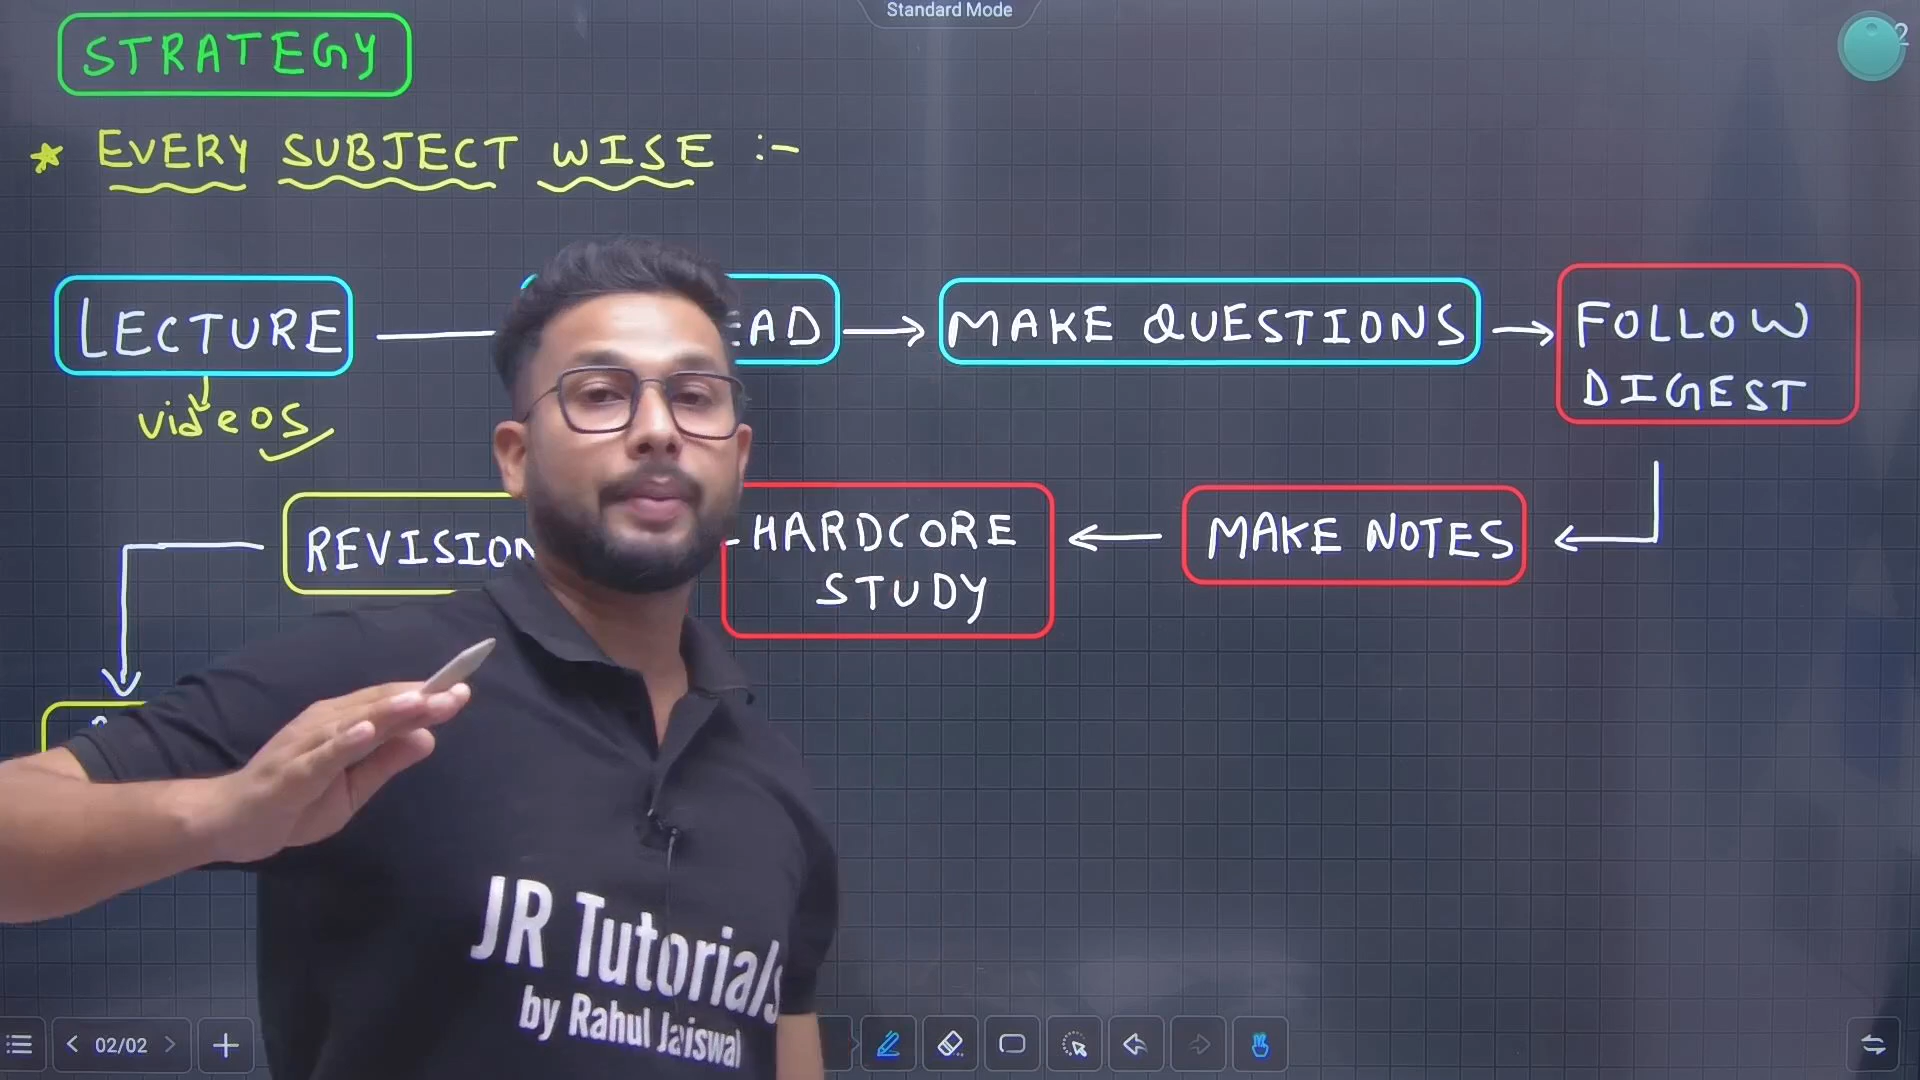 Standard Mode
STRATEGY
* EVERY SUBJECT WISE :-
LECTURE → MAKE QUESTIONS → FOLLOW
DIGEST
videos
REVISION HARDCORE ← MAKE NOTES ←
STUDY
JR Tutorials
by Rahul Jaiswal
02/02